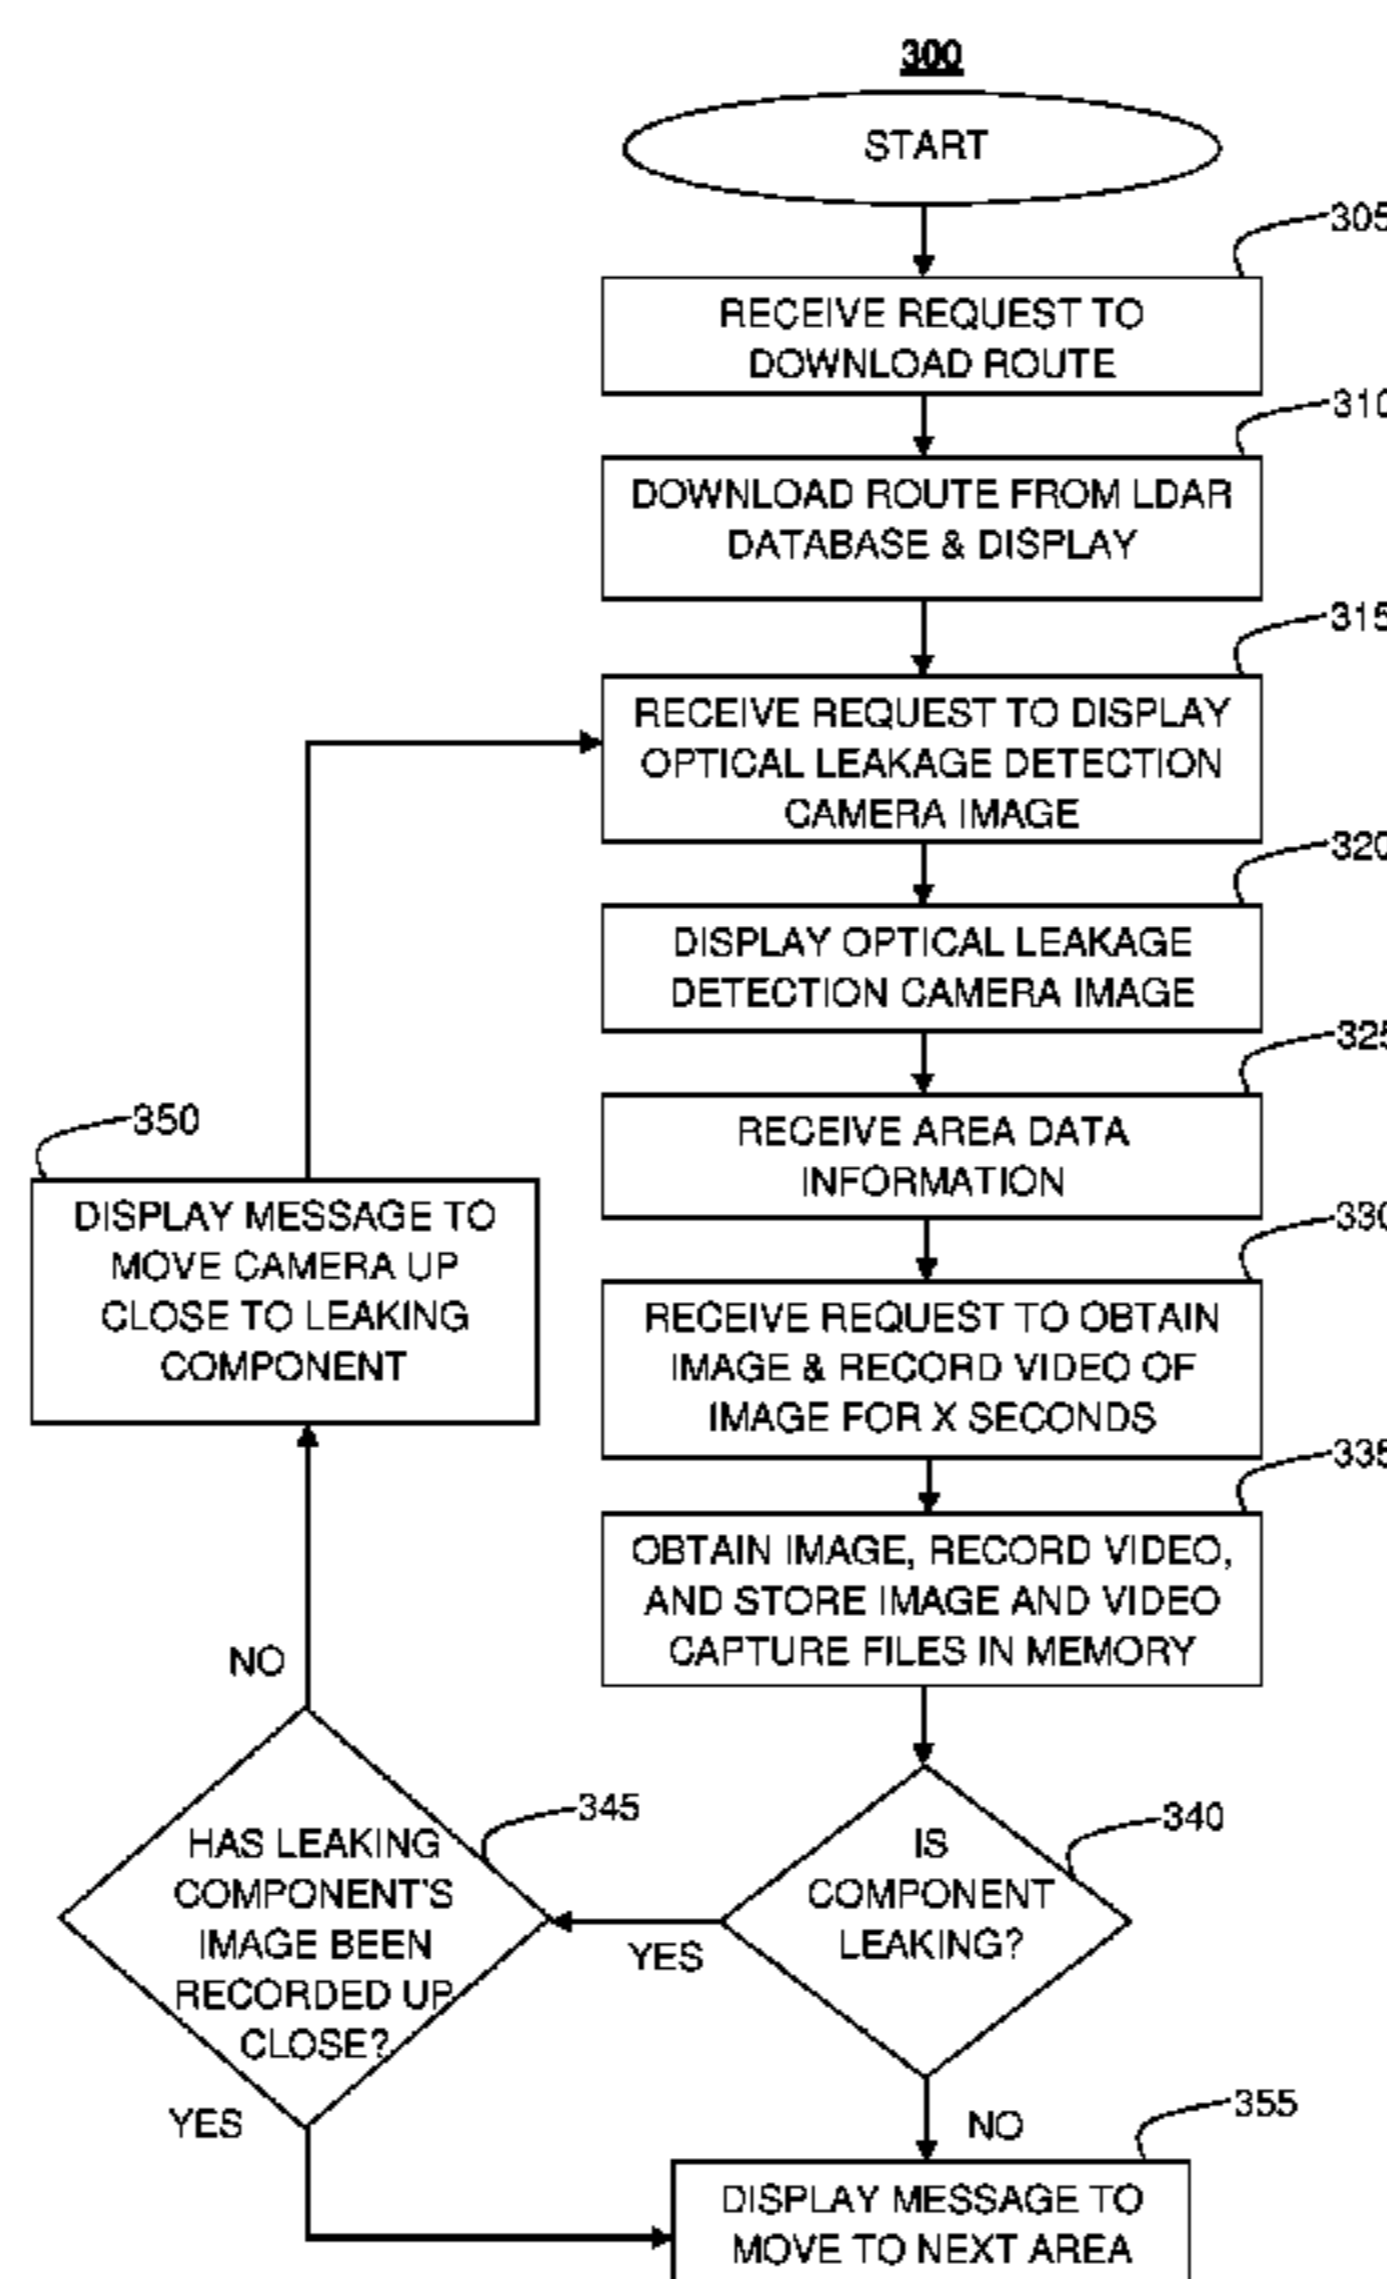 300
START
305
RECEIVE REQUEST TO
DOWNLOAD ROUTE
310
DOWNLOAD ROUTE FROM LDAR
DATABASE & DISPLAY
315
RECEIVE REQUEST TO DISPLAY
OPTICAL LEAKAGE DETECTION
CAMERA IMAGE
320
DISPLAY OPTICAL LEAKAGE
DETECTION CAMERA IMAGE
325
RECEIVE AREA DATA
INFORMATION
330
RECEIVE REQUEST TO OBTAIN
IMAGE & RECORD VIDEO OF
IMAGE FOR X SECONDS
335
OBTAIN IMAGE, RECORD VIDEO,
AND STORE IMAGE AND VIDEO
CAPTURE FILES IN MEMORY
340
IS
COMPONENT
LEAKING?
YES
NO
345
HAS LEAKING
COMPONENT'S
IMAGE BEEN
RECORDED UP
CLOSE?
NO
YES
350
DISPLAY MESSAGE TO
MOVE CAMERA UP
CLOSE TO LEAKING
COMPONENT
355
DISPLAY MESSAGE TO
MOVE TO NEXT AREA